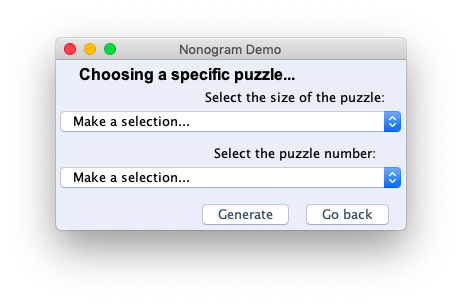 Nonogram Demo
Choosing a specific puzzle...
Select the size of the puzzle:
Make a selection...
Select the puzzle number:
Make a selection...
Generate Go back